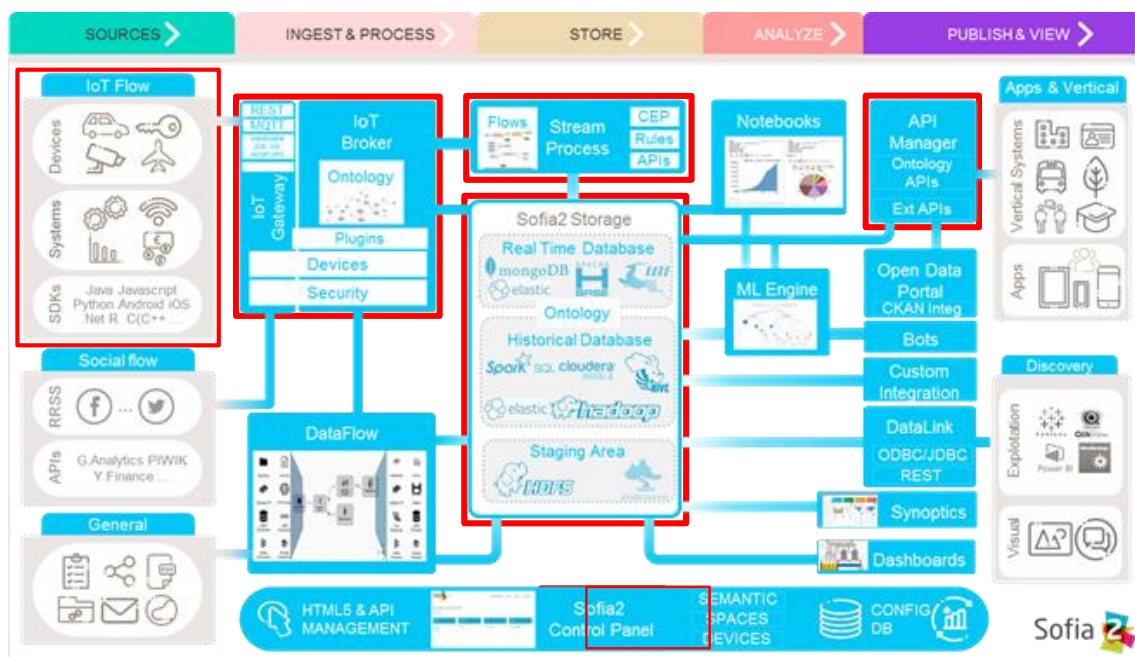 SOURCES
INGEST & PROCESS
STORE
ANALYZE
PUBLISH & VIEW
IoT Flow
Devices
Systems
SDKs
Java Javascript
Python Android iOS
.Net R C(C++ ...
Social flow
RRSS
...
APIs
G.Analytics PIWIK
Y.Finance ...
General
REST
MQTT
IoT
Gateway
IoT
Broker
Ontology
Plugins
Devices
Security
DataFlow
Flows
Stream
Process
CEP
Rules
APIs
Sofia2 Storage
Real Time Database
mongoDB
elastic
HBASE
Ontology
Historical Database
Spark SQL cloudera
HIVE
elastic hadoop
Staging Area
HDFS
Notebooks
ML Engine
API
Manager
Ontology
APIs
Ext APIs
Open Data
Portal
CKAN Integ
Bots
Custom
Integration
DataLink
ODBC/JDBC
REST
Synoptics
Dashboards
Apps & Vertical
Vertical Systems
Apps
Discovery
Explotation
Power BI
Visual
HTML5 & API
MANAGEMENT
Sofia2
Control Panel
SEMANTIC
SPACES
DEVICES
CONFIG
DB
Sofia 2